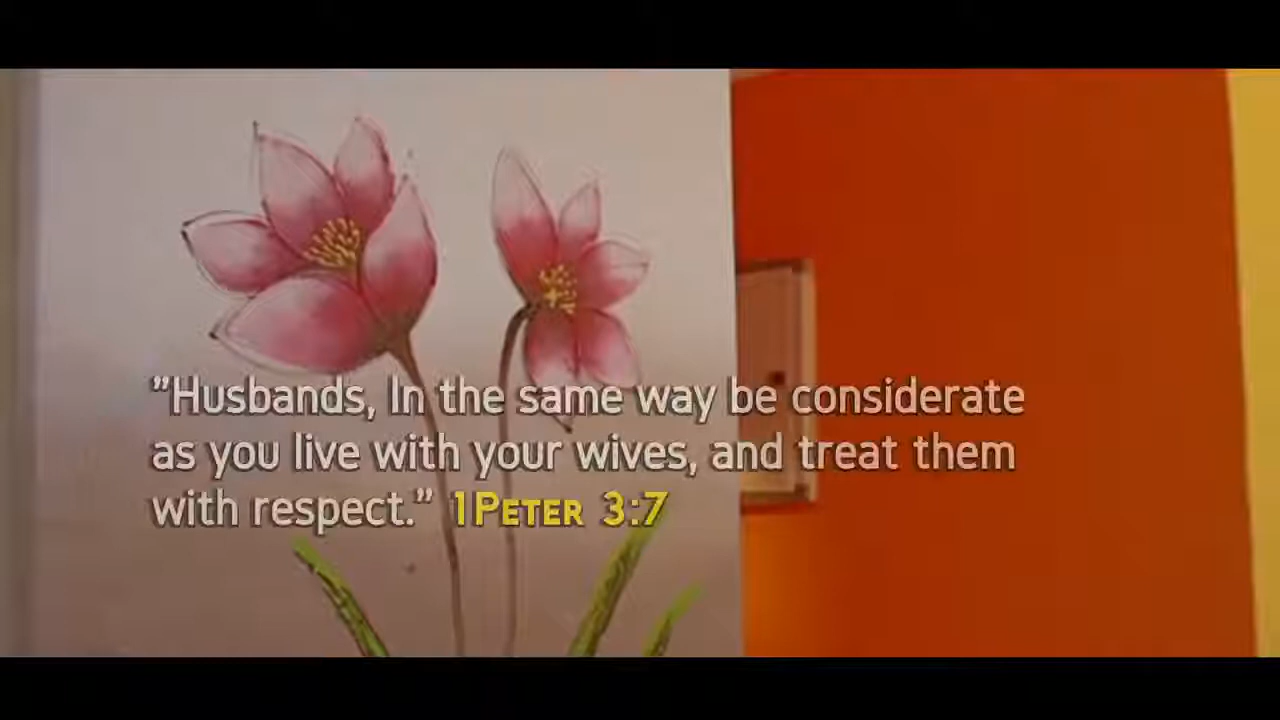 ”Husbands, In the same way be considerate
as you live with your wives, and treat them
with respect.” 1Peter 3:7